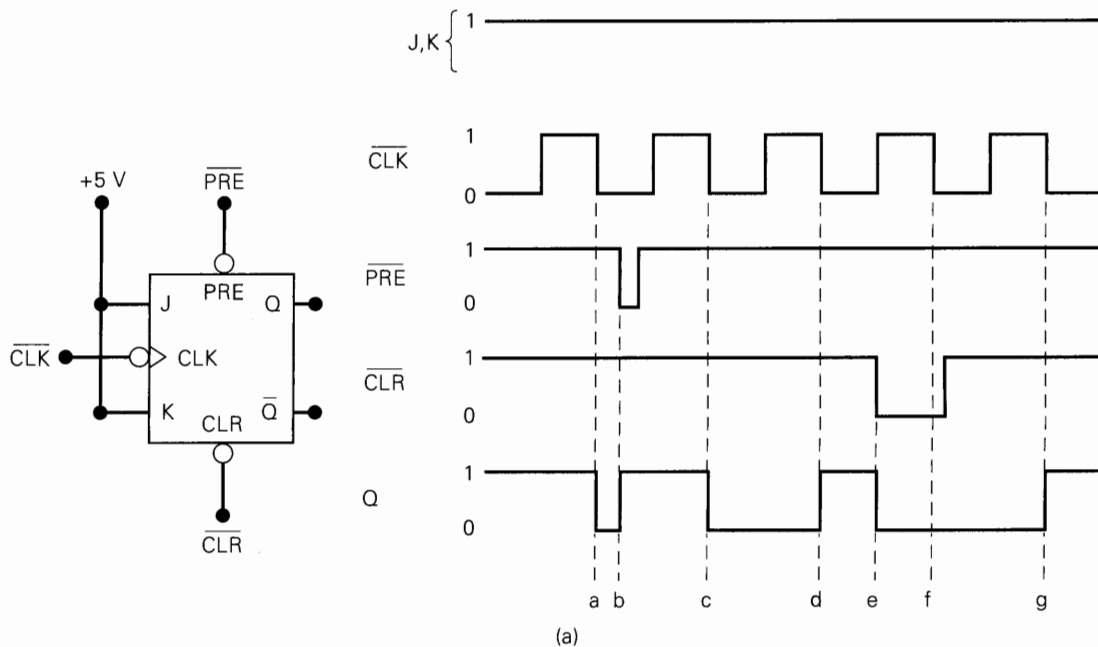 J,K { 1
CLK 1
0
+5 V PRE
PRE 1
0
PRE
J Q
CLK CLK
K Q
CLR
CLR
CLR 1
0
Q 1
0
a b c d e f g
(a)